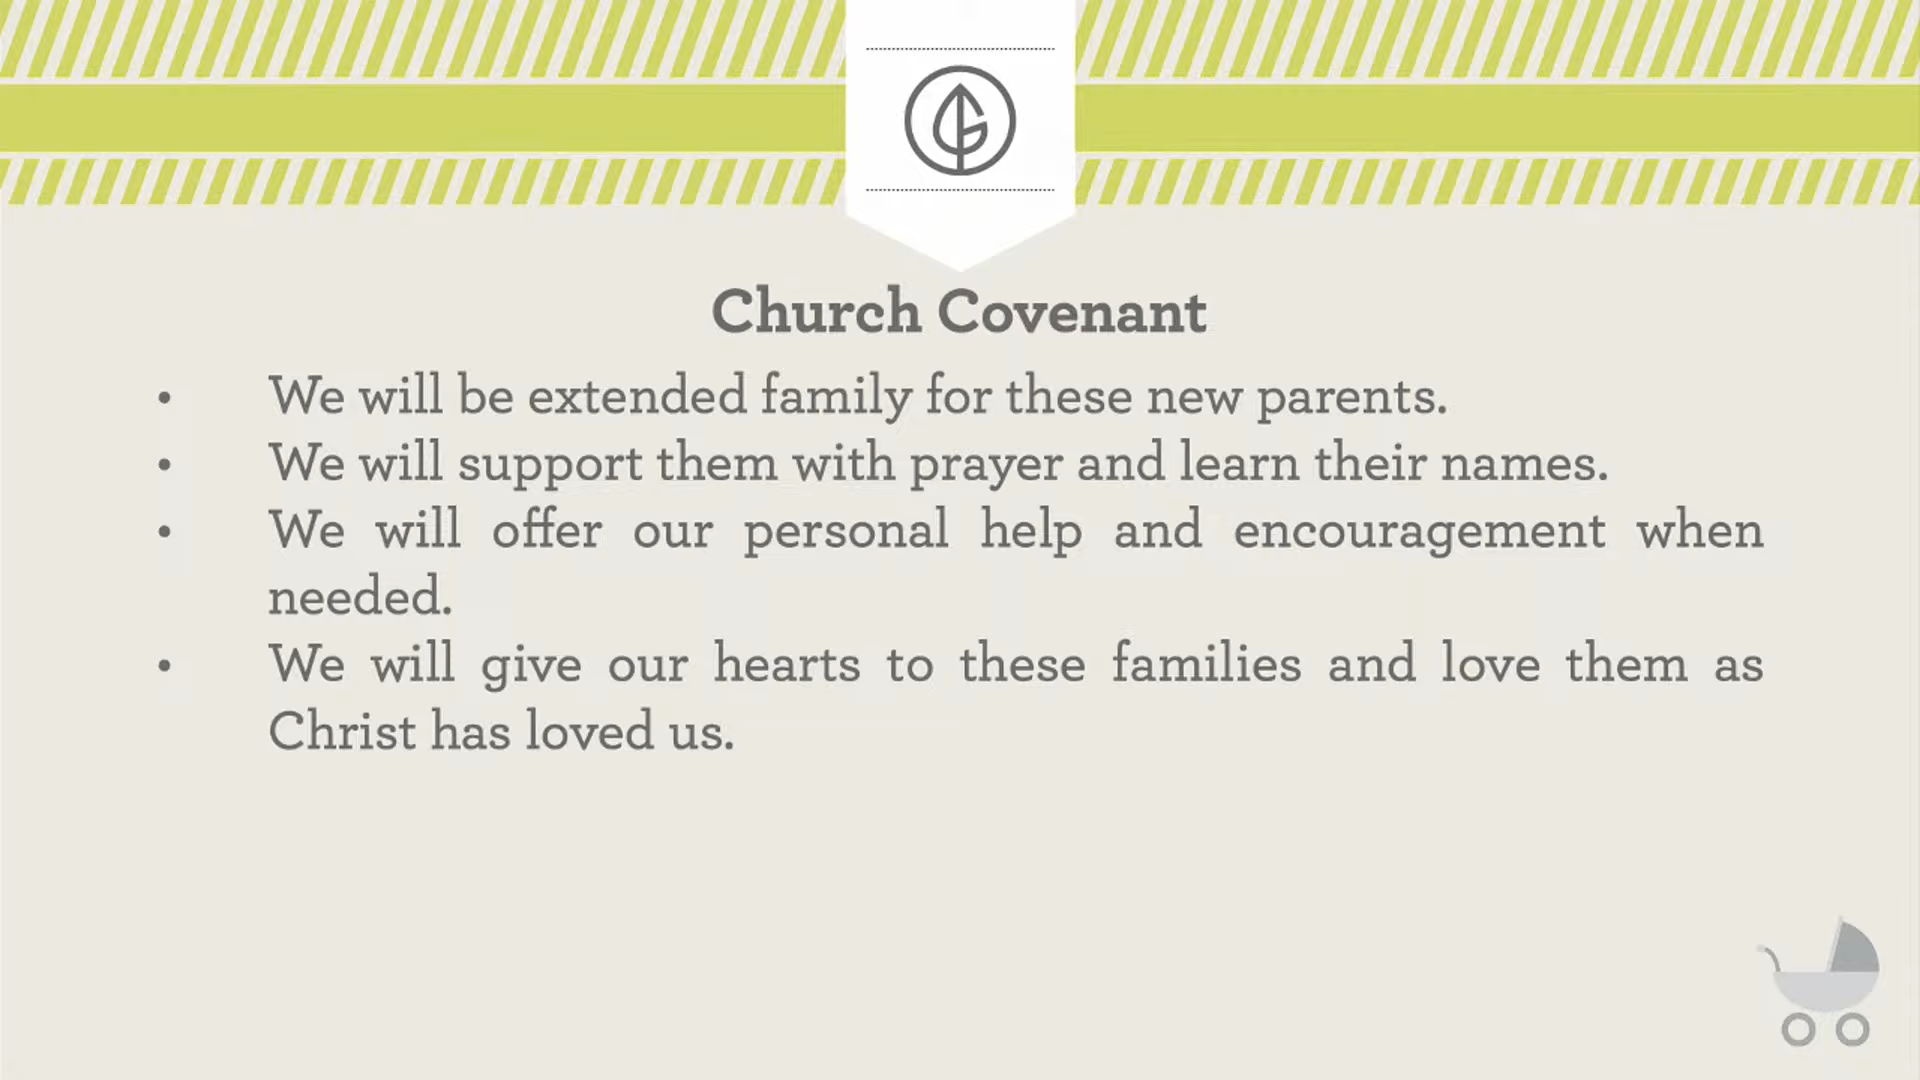 Church Covenant
• We will be extended family for these new parents.
• We will support them with prayer and learn their names.
• We will offer our personal help and encouragement when
needed.
• We will give our hearts to these families and love them as
Christ has loved us.